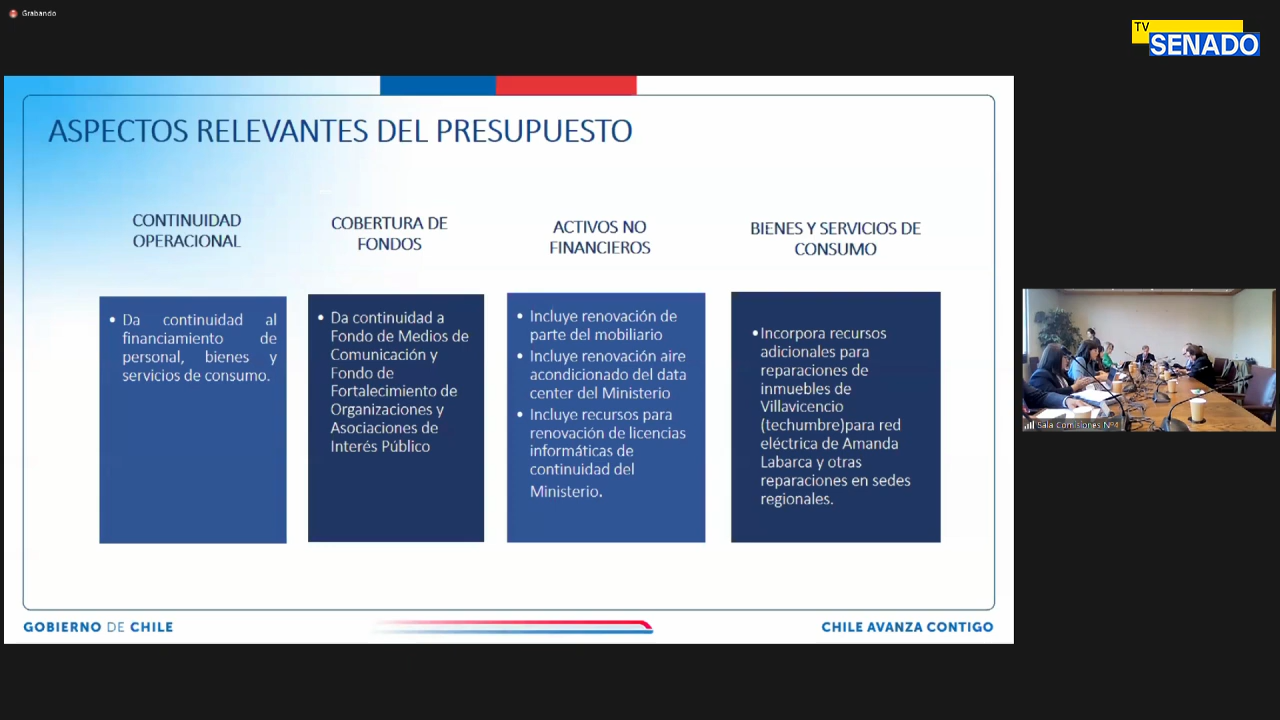 Grabando
TV
SENADO
ASPECTOS RELEVANTES DEL PRESUPUESTO
CONTINUIDAD
OPERACIONAL
• Da continuidad al
financiamiento de
personal, bienes y
servicios de consumo.
COBERTURA DE
FONDOS
• Da continuidad a
Fondo de Medios de
Comunicación y
Fondo de
Fortalecimiento de
Organizaciones y
Asociaciones de
Interés Público
ACTIVOS NO
FINANCIEROS
• Incluye renovación de
parte del mobiliario
• Incluye renovación aire
acondicionado del data
center del Ministerio
• Incluye recursos para
renovación de licencias
informáticas de
continuidad del
Ministerio.
BIENES Y SERVICIOS DE
CONSUMO
•Incorpora recursos
adicionales para
reparaciones de
inmuebles de
Villavicencio
(techumbre)para red
eléctrica de Amanda
Labarca y otras
reparaciones en sedes
regionales.
Sala Comisiones N°4
GOBIERNO DE CHILE
CHILE AVANZA CONTIGO